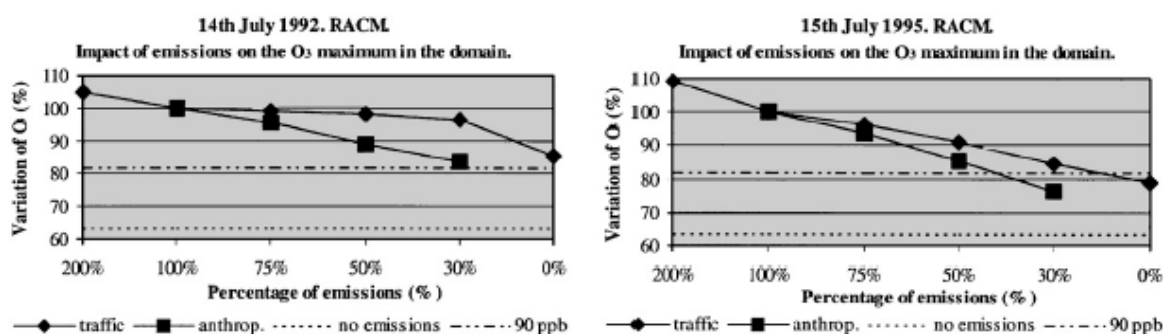 14th July 1992. RACM.
Impact of emissions on the O3 maximum in the domain.
Variation of O (%)
110
100
90
80
70
60
200% 100% 75% 50% 30% 0%
Percentage of emissions (%)
traffic anthrop. no emissions 90 ppb
15th July 1995. RACM.
Impact of emissions on the O3 maximum in the domain.
Variation of O3 (%)
110
100
90
80
70
60
200% 100% 75% 50% 30% 0%
Percentage of emissions (%)
traffic anthrop. no emissions 90 ppb